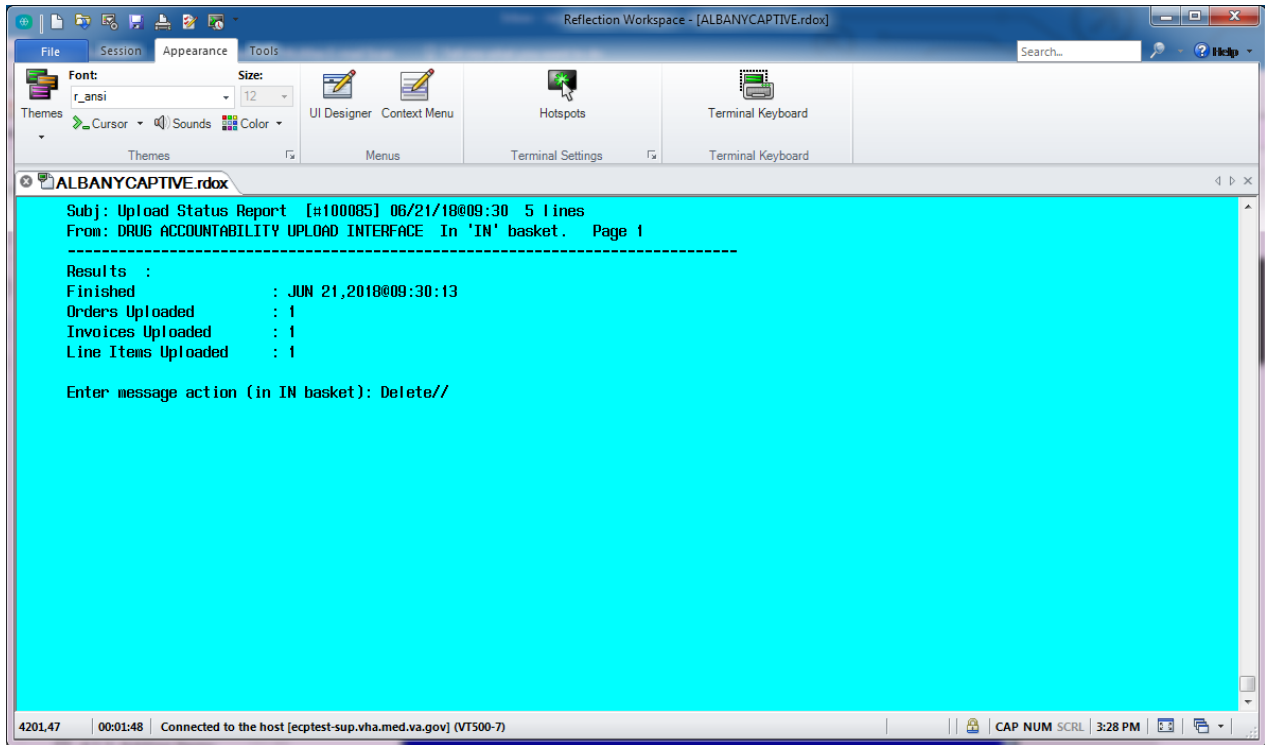 Reflection Workspace - [ALBANYCAPTIVE.rdox]
File Session Appearance Tools
Search...
Help
Themes
Font:
Size:
r_ansi
12
Cursor
Sounds
Color
Themes
UI Designer
Context Menu
Menus
Hotspots
Terminal Settings
Terminal Keyboard
Terminal Keyboard
ALBANYCAPTIVE.rdox
Subj: Upload Status Report [#100085] 06/21/18@09:30 5 lines
From: DRUG ACCOUNTABILITY UPLOAD INTERFACE In 'IN' basket. Page 1
-------------------------------------------------------------------------------
Results :
Finished : JUN 21,2018@09:30:13
Orders Uploaded : 1
Invoices Uploaded : 1
Line Items Uploaded : 1
Enter message action (in IN basket): Delete//
4201,47 00:01:48 Connected to the host [ecptest-sup.vha.med.va.gov] (VT500-7) CAP NUM SCRL 3:28 PM